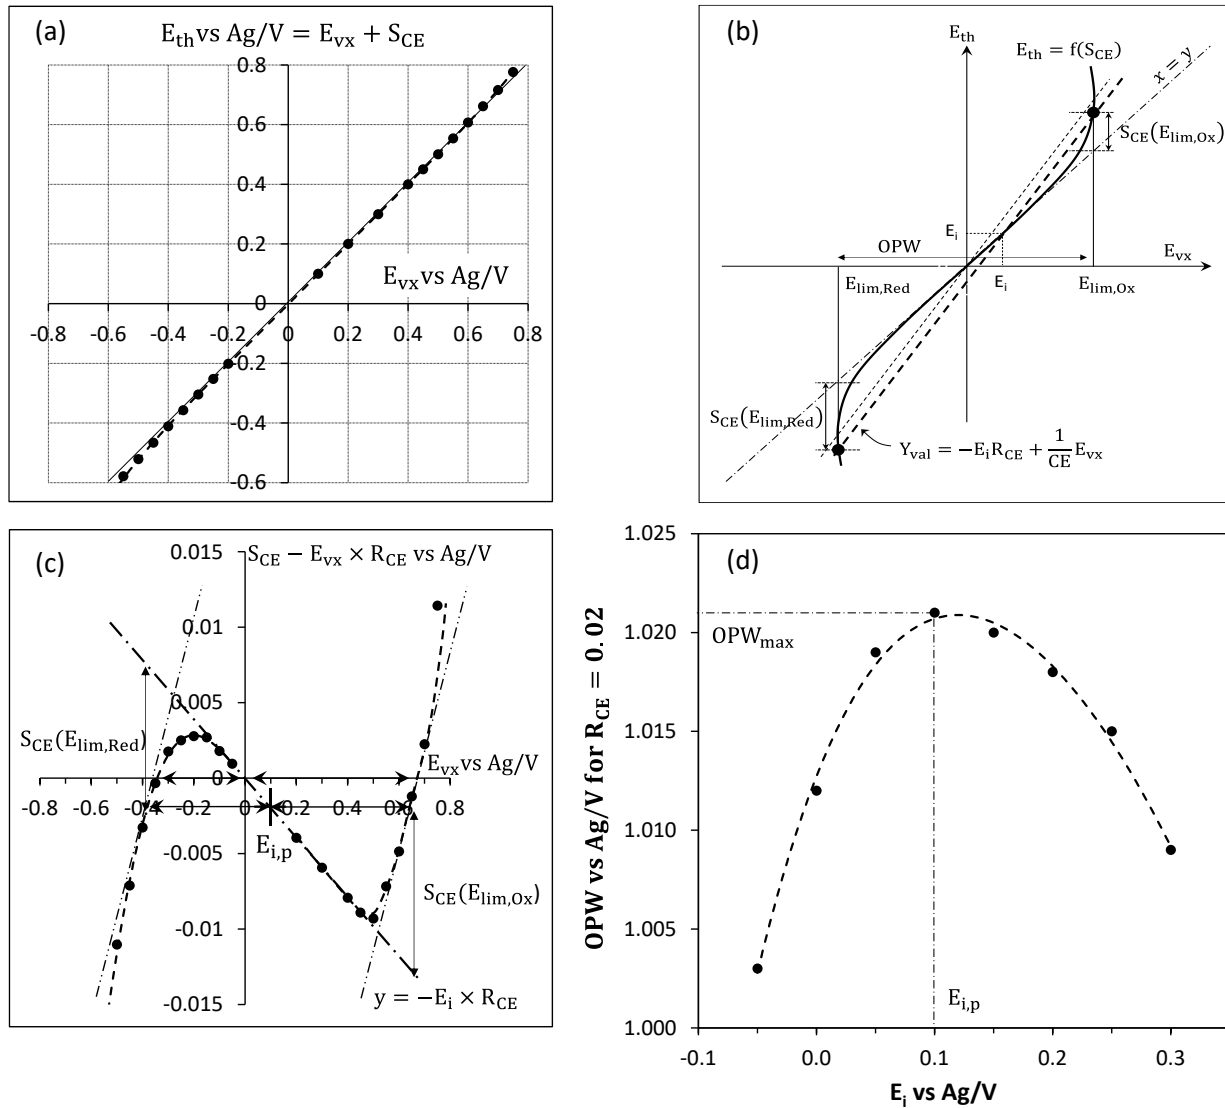 (a)
E_th vs Ag/V = E_vx + S_CE
0.8
0.6
0.4
0.2
E_vx vs Ag/V
0
-0.8 -0.6 -0.4 -0.2 0 0.2 0.4 0.6 0.8
-0.2
-0.4
-0.6
(b)
E_th
E_th = f(S_CE)
x = y
S_CE(E_lim,Ox)
E_i
OPW
E_vx
E_lim,Red
E_i
E_lim,Ox
S_CE(E_lim,Red)
Y_val = −E_i R_CE + 1/CE E_vx
(c)
0.015
S_CE − E_vx × R_CE vs Ag/V
0.01
0.005
S_CE(E_lim,Red)
E_vx vs Ag/V
0
-0.8 -0.6 -0.4 -0.2 0 0.2 0.4 0.6 0.8
E_i,p
-0.005
S_CE(E_lim,Ox)
-0.01
y = −E_i × R_CE
-0.015
(d)
OPW vs Ag/V for R_CE = 0.02
1.025
1.020
1.015
1.010
1.005
1.000
OPW_max
E_i,p
-0.1 0.0 0.1 0.2 0.3
E_i vs Ag/V